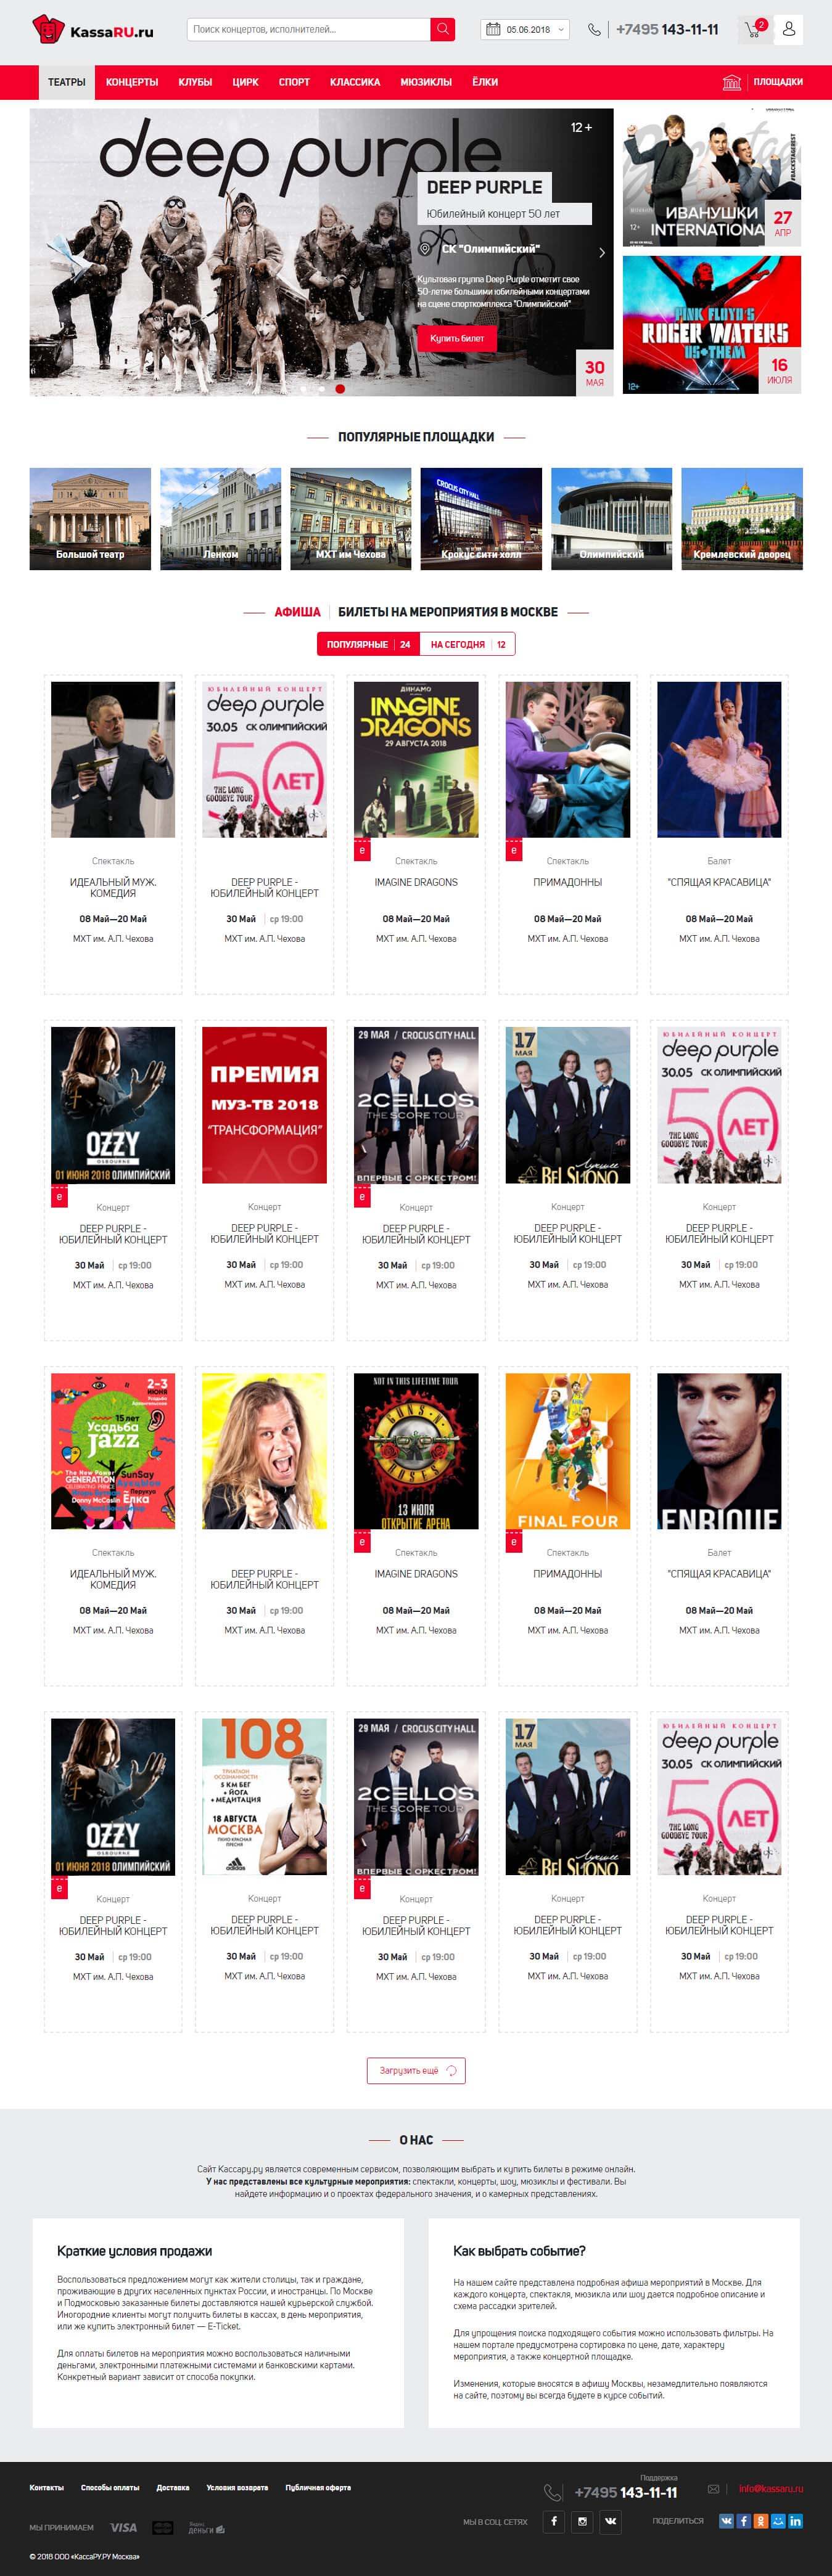 KassaRU.ru
Поиск концертов, исполнителей...
05.06.2018
+7495 143-11-11
2
ТЕАТРЫ КОНЦЕРТЫ КЛУБЫ ЦИРК СПОРТ КЛАССИКА МЮЗИКЛЫ ЁЛКИ
ПЛОЩАДКИ
deep purple
12+
DEEP PURPLE
Юбилейный концерт 50 лет
СК "Олимпийский"
Культовая группа Deep Purple отметит свое
50-летие большими юбилейными концертами
на сцене спорткомплекса "Олимпийский"
Купить билет
30
МАЯ
#BACKSTAGEFEST
ИВАНУШКИ
INTERNATIONA
12+
27
АПР
PINK FLOYD'S
ROGER WATERS
US+THEM
12+
16
ИЮЛЯ
ПОПУЛЯРНЫЕ ПЛОЩАДКИ
CROCUS CITY HALL
Большой театр
Ленком
МХТ им Чехова
Крокус сити холл
Олимпийский
Кремлевский дворец
АФИША БИЛЕТЫ НА МЕРОПРИЯТИЯ В МОСКВЕ
ПОПУЛЯРНЫЕ 24
НА СЕГОДНЯ 12
ЮБИЛЕЙНЫЙ КОНЦЕРТ
deep purple
30.05 СК ОЛИМПИЙСКИЙ
50 ЛЕТ
THE LONG
GOODBYE TOUR
ДИНАМО
IMAGINE
DRAGONS
29 АВГУСТА 2018
e
e
Спектакль
ИДЕАЛЬНЫЙ МУЖ.
КОМЕДИЯ
08 Май—20 Май
МХТ им. А.П. Чехова
DEEP PURPLE -
ЮБИЛЕЙНЫЙ КОНЦЕРТ
30 Май ср 19:00
МХТ им. А.П. Чехова
Спектакль
IMAGINE DRAGONS
08 Май—20 Май
МХТ им. А.П. Чехова
Спектакль
ПРИМАДОННЫ
08 Май—20 Май
МХТ им. А.П. Чехова
Балет
"СПЯЩАЯ КРАСАВИЦА"
08 Май—20 Май
МХТ им. А.П. Чехова
OZZY
OSBOURNE
01 ИЮНЯ 2018 ОЛИМПИЙСКИЙ
e
Концерт
DEEP PURPLE -
ЮБИЛЕЙНЫЙ КОНЦЕРТ
30 Май ср 19:00
МХТ им. А.П. Чехова
ПРЕМИЯ
МУЗ-ТВ 2018
"ТРАНСФОРМАЦИЯ"
Концерт
DEEP PURPLE -
ЮБИЛЕЙНЫЙ КОНЦЕРТ
30 Май ср 19:00
МХТ им. А.П. Чехова
29 МАЯ / CROCUS CITY HALL
2CELLOS
THE SCORE TOUR
ВПЕРВЫЕ С ОРКЕСТРОМ!
e
Концерт
DEEP PURPLE -
ЮБИЛЕЙНЫЙ КОНЦЕРТ
30 Май ср 19:00
МХТ им. А.П. Чехова
17
МАЯ
Лучшее
BEL SUONO
Концерт
DEEP PURPLE -
ЮБИЛЕЙНЫЙ КОНЦЕРТ
30 Май ср 19:00
МХТ им. А.П. Чехова
ЮБИЛЕЙНЫЙ КОНЦЕРТ
deep purple
30.05 СК ОЛИМПИЙСКИЙ
50 ЛЕТ
THE LONG
GOODBYE TOUR
Концерт
DEEP PURPLE -
ЮБИЛЕЙНЫЙ КОНЦЕРТ
30 Май ср 19:00
МХТ им. А.П. Чехова
2-3
ИЮНЯ
15 лет
Усадьба
Jazz
The New Power
GENERATION
SunSay
Donny McCaslin Ёлка
Спектакль
ИДЕАЛЬНЫЙ МУЖ.
КОМЕДИЯ
08 Май—20 Май
МХТ им. А.П. Чехова
DEEP PURPLE -
ЮБИЛЕЙНЫЙ КОНЦЕРТ
30 Май ср 19:00
МХТ им. А.П. Чехова
NOT IN THIS LIFETIME TOUR
GUNS N' ROSES
13 ИЮЛЯ
ОТКРЫТИЕ АРЕНА
e
Спектакль
IMAGINE DRAGONS
08 Май—20 Май
МХТ им. А.П. Чехова
FINAL FOUR
e
Спектакль
ПРИМАДОННЫ
08 Май—20 Май
МХТ им. А.П. Чехова
ENRIQUE
Балет
"СПЯЩАЯ КРАСАВИЦА"
08 Май—20 Май
МХТ им. А.П. Чехова
OZZY
OSBOURNE
01 ИЮНЯ 2018 ОЛИМПИЙСКИЙ
e
Концерт
DEEP PURPLE -
ЮБИЛЕЙНЫЙ КОНЦЕРТ
30 Май ср 19:00
МХТ им. А.П. Чехова
108
ТРИАТЛОН
ОСОЗНАННОСТИ
5 КМ БЕГ
+ ЙОГА
+ МЕДИТАЦИЯ
18 АВГУСТА
МОСКВА
ПАРК КРАСНАЯ
ПРЕСНЯ
adidas
Концерт
DEEP PURPLE -
ЮБИЛЕЙНЫЙ КОНЦЕРТ
30 Май ср 19:00
МХТ им. А.П. Чехова
29 МАЯ / CROCUS CITY HALL
2CELLOS
THE SCORE TOUR
ВПЕРВЫЕ С ОРКЕСТРОМ!
e
Концерт
DEEP PURPLE -
ЮБИЛЕЙНЫЙ КОНЦЕРТ
30 Май ср 19:00
МХТ им. А.П. Чехова
17
МАЯ
Лучшее
BEL SUONO
Концерт
DEEP PURPLE -
ЮБИЛЕЙНЫЙ КОНЦЕРТ
30 Май ср 19:00
МХТ им. А.П. Чехова
ЮБИЛЕЙНЫЙ КОНЦЕРТ
deep purple
30.05 СК ОЛИМПИЙСКИЙ
50 ЛЕТ
THE LONG
GOODBYE TOUR
Концерт
DEEP PURPLE -
ЮБИЛЕЙНЫЙ КОНЦЕРТ
30 Май ср 19:00
МХТ им. А.П. Чехова
Загрузить ещё
О НАС
Сайт Кассару.ру является современным сервисом, позволяющим выбрать и купить билеты в режиме онлайн.
У нас представлены все культурные мероприятия: спектакли, концерты, шоу, мюзиклы и фестивали. Вы
найдете информацию и о проектах федерального значения, и о камерных представлениях.
Краткие условия продажи
Воспользоваться предложением могут как жители столицы, так и граждане,
проживающие в других населенных пунктах России, и иностранцы. По Москве
и Подмосковью заказанные билеты доставляются нашей курьерской службой.
Иногородние клиенты могут получить билеты в кассах, в день мероприятия,
или же купить электронный билет — E-Ticket.
Для оплаты билетов на мероприятия можно воспользоваться наличными
деньгами, электронными платежными системами и банковскими картами.
Конкретный вариант зависит от способа покупки.
Как выбрать событие?
На нашем сайте представлена подробная афиша мероприятий в Москве. Для
каждого концерта, спектакля, мюзикла или шоу дается подробное описание и
схема рассадки зрителей.
Для упрощения поиска подходящего события можно использовать фильтры. На
нашем портале предусмотрена сортировка по цене, дате, характеру
мероприятия, а также концертной площадке.
Изменения, которые вносятся в афишу Москвы, незамедлительно появляются
на сайте, поэтому вы всегда будете в курсе событий.
Контакты Способы оплаты Доставка Условия возврата Публичная оферта
Поддержка
+7495 143-11-11
info@kassaru.ru
МЫ ПРИНИМАЕМ VISA Яндекс деньги
МЫ В СОЦ. СЕТЯХ
ПОДЕЛИТЬСЯ
© 2018 ООО «КассаРУ.РУ Москва»